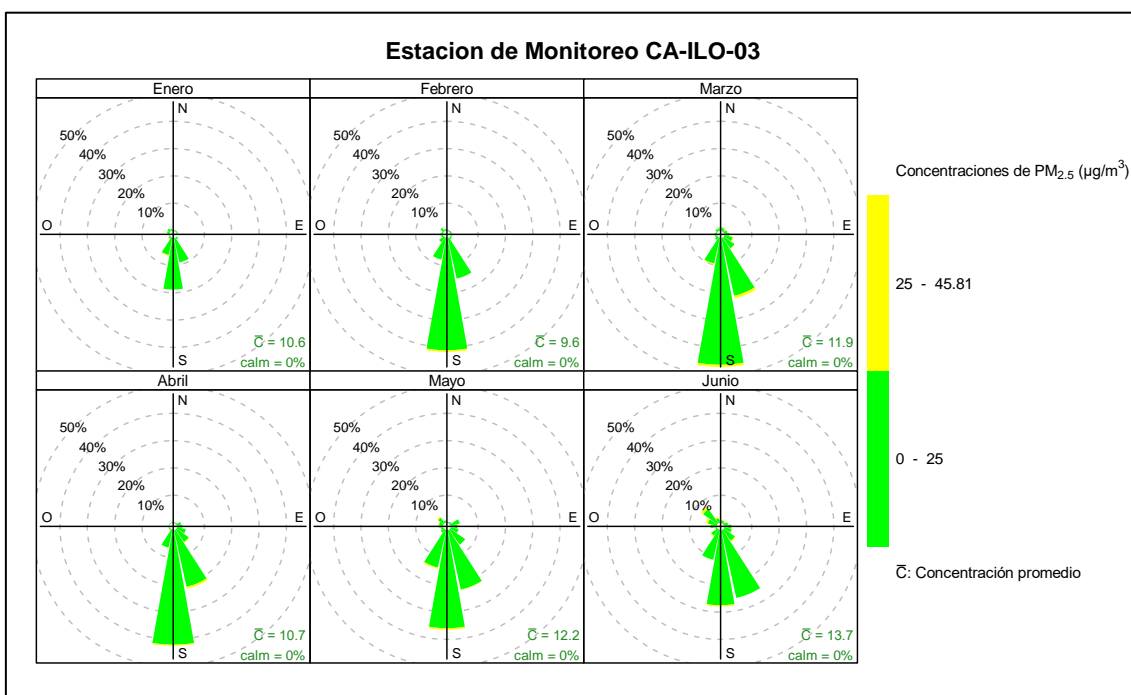 Estacion de Monitoreo CA-ILO-03
Enero
N
50%
40%
30%
20%
10%
O
E
S
C̅ = 10.6
calm = 0%
Febrero
N
50%
40%
30%
20%
10%
O
E
S
C̅ = 9.6
calm = 0%
Marzo
N
50%
40%
30%
20%
10%
O
E
S
C̅ = 11.9
calm = 0%
Abril
N
50%
40%
30%
20%
10%
O
E
S
C̅ = 10.7
calm = 0%
Mayo
N
50%
40%
30%
20%
10%
O
E
S
C̅ = 12.2
calm = 0%
Junio
N
50%
40%
30%
20%
10%
O
E
S
C̅ = 13.7
calm = 0%
Concentraciones de PM₂.₅ (µg/m³)
25 - 45.81
0 - 25
C̅: Concentración promedio